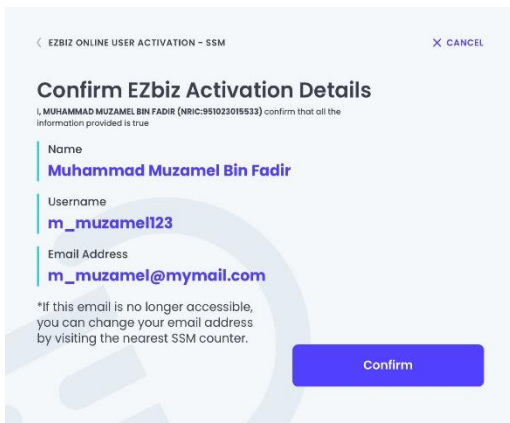 EZBIZ ONLINE USER ACTIVATION - SSM
CANCEL
Confirm EZbiz Activation Details
I, MUHAMMAD MUZAMEL BIN FADIR (NRIC:951023015533) confirm that all the
information provided is true
Name
Muhammad Muzamel Bin Fadir
Username
m_muzamel123
Email Address
m_muzamel@mymail.com
*If this email is no longer accessible,
you can change your email address
by visiting the nearest SSM counter.
Confirm